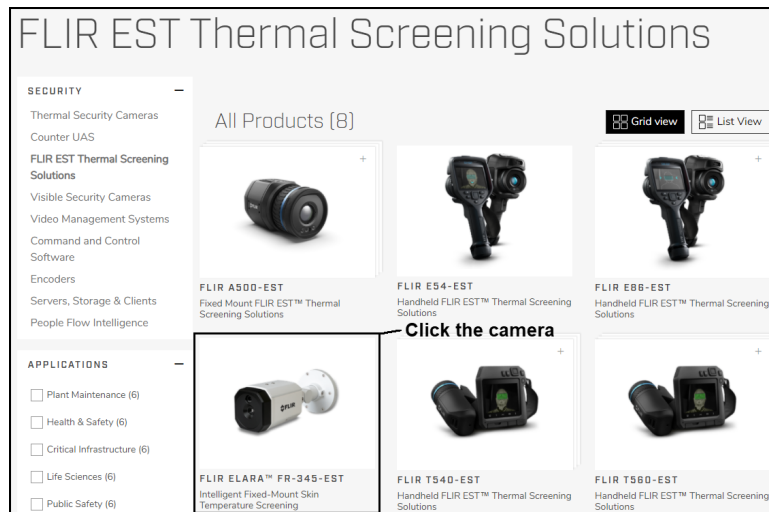 FLIR EST Thermal Screening Solutions
SECURITY
Thermal Security Cameras
Counter UAS
FLIR EST Thermal Screening
Solutions
Visible Security Cameras
Video Management Systems
Command and Control
Software
Encoders
Servers, Storage & Clients
People Flow Intelligence
APPLICATIONS
Plant Maintenance (6)
Health & Safety (6)
Critical Infrastructure (6)
Life Sciences (6)
Public Safety (6)
All Products (8)
Grid view
List View
FLIR A500-EST
Fixed Mount FLIR EST™ Thermal
Screening Solutions
FLIR E54-EST
Handheld FLIR EST™ Thermal Screening
Solutions
FLIR E86-EST
Handheld FLIR EST™ Thermal Screening
Solutions
Click the camera
FLIR
FLIR ELARA™ FR-345-EST
Intelligent Fixed-Mount Skin
Temperature Screening
FLIR T540-EST
Handheld FLIR EST™ Thermal Screening
Solutions
FLIR T560-EST
Handheld FLIR EST™ Thermal Screening
Solutions